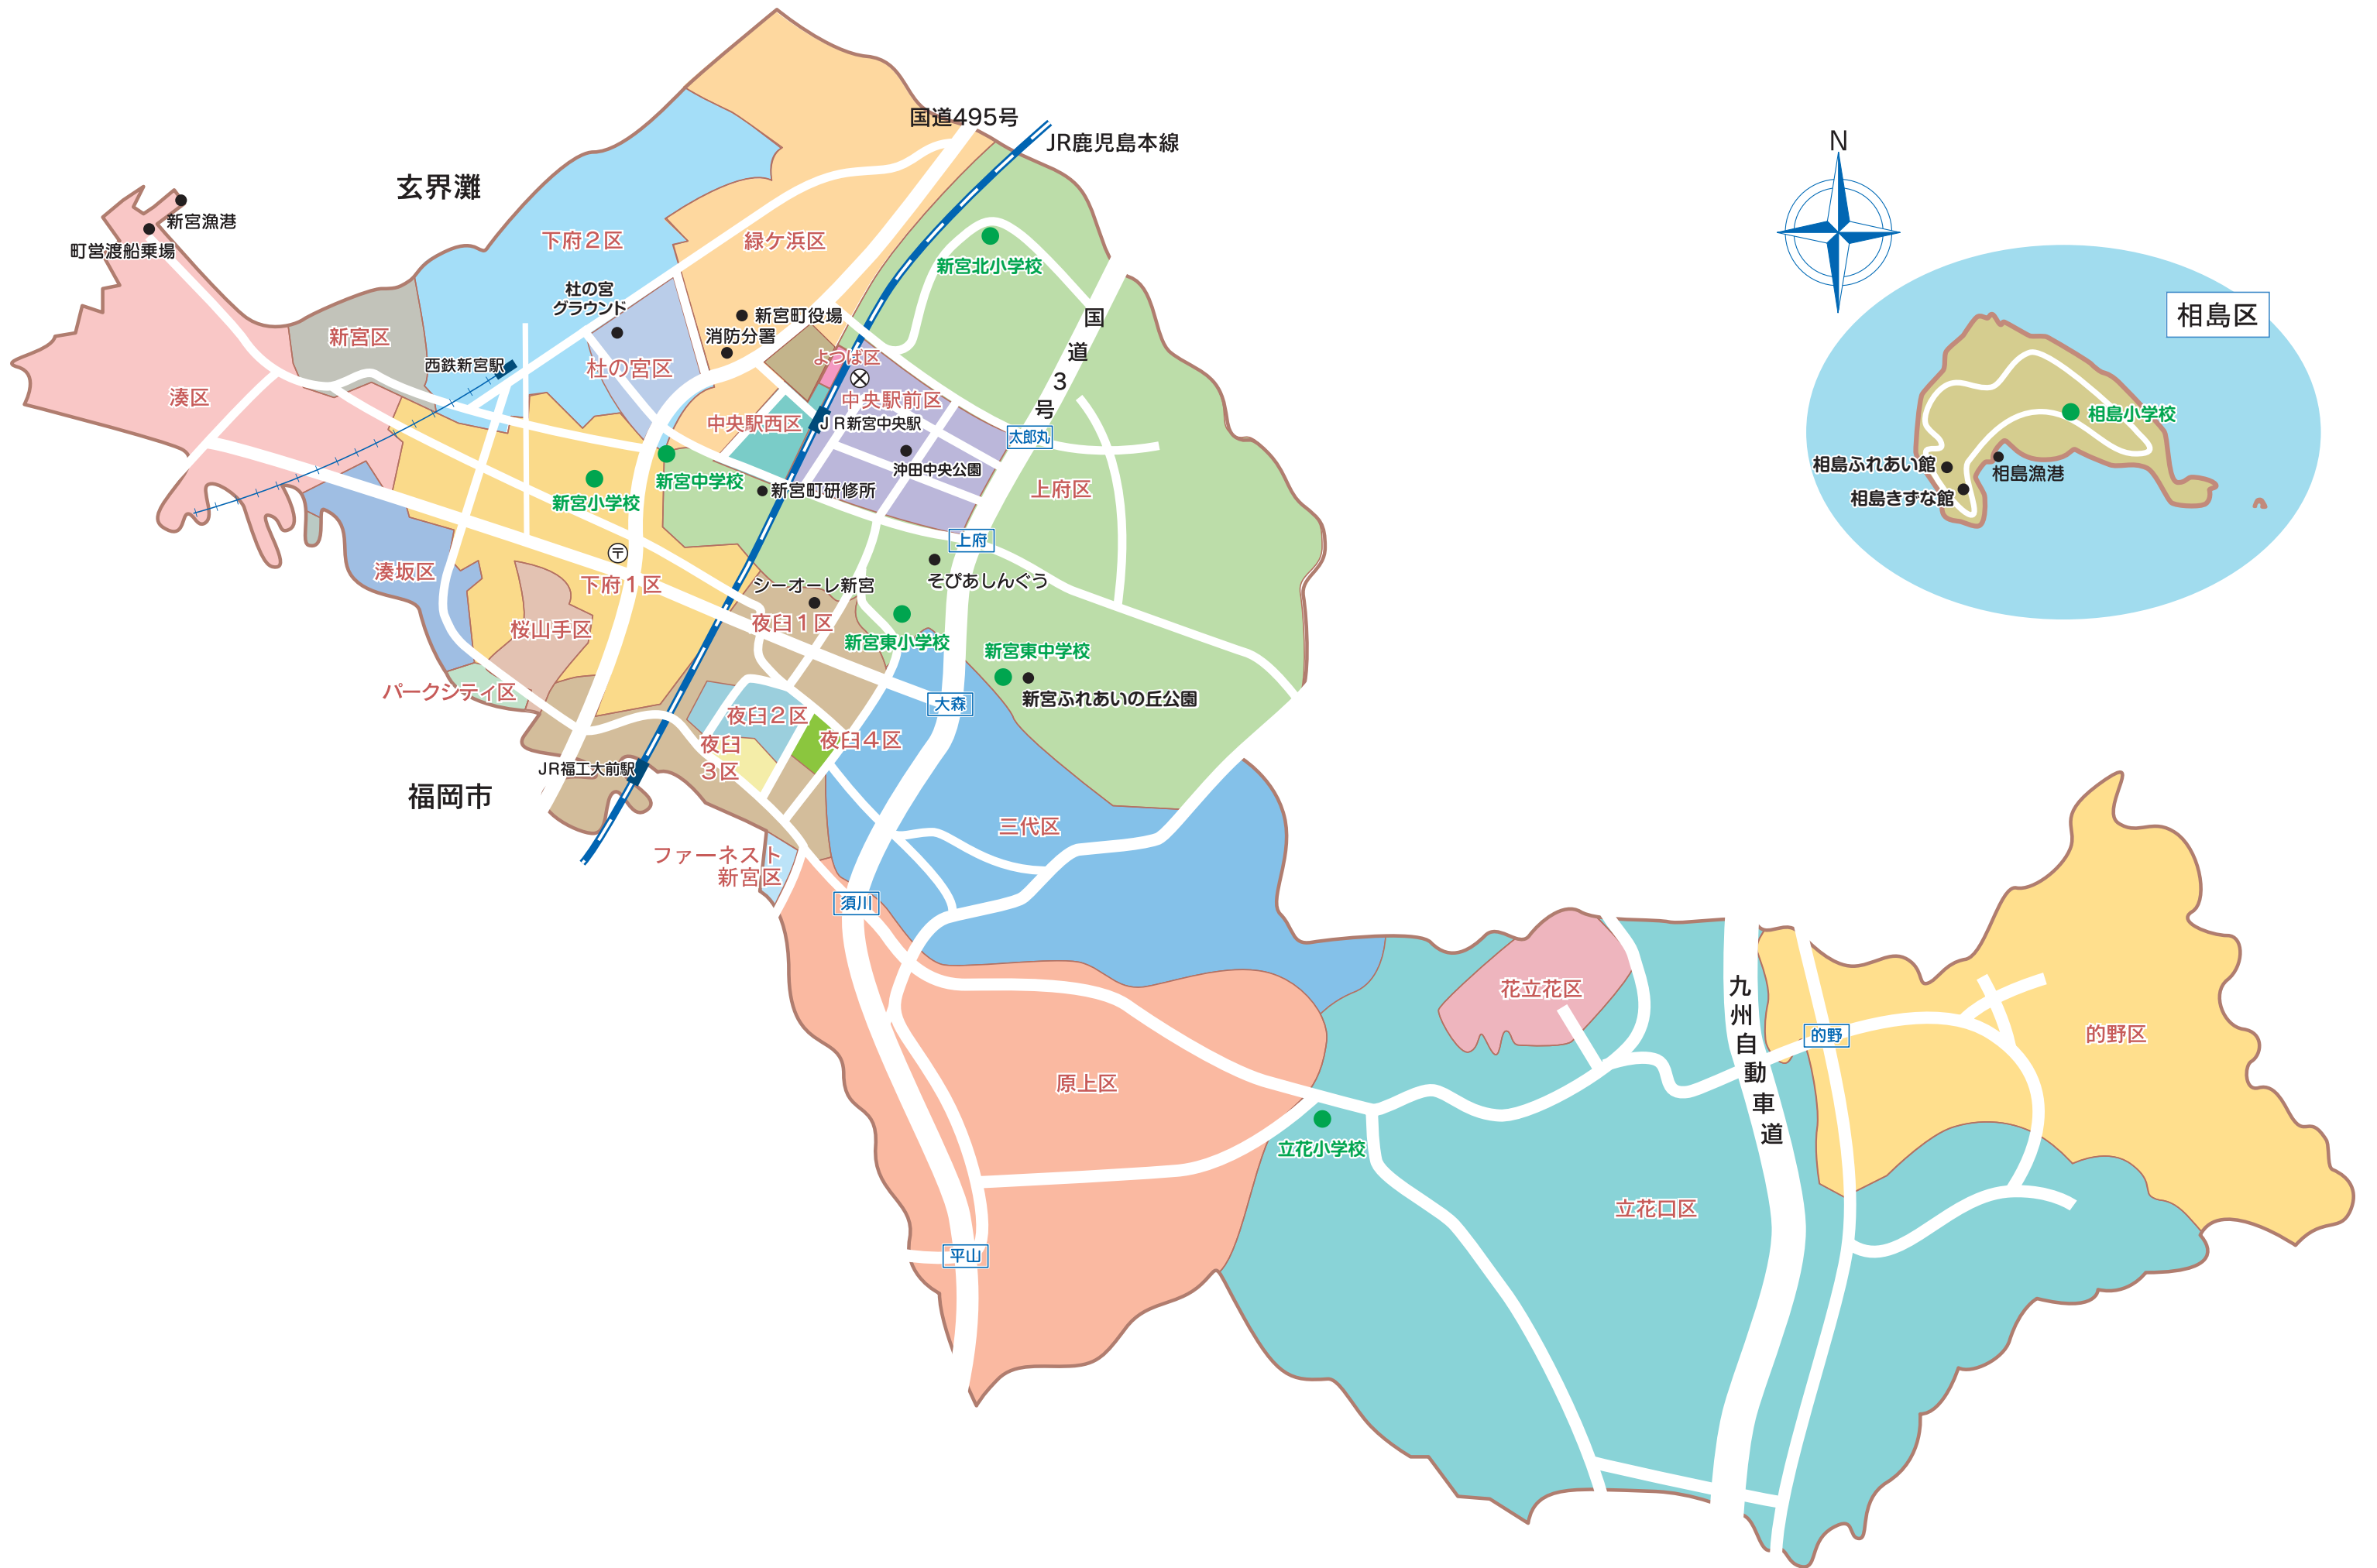 国道495号
JR鹿児島本線
玄界灘
新宮漁港
町営渡船乗場
下府２区
緑ケ浜区
新宮北小学校
杜の宮
グラウンド
新宮町役場
消防分署
新宮区
西鉄新宮駅
杜の宮区
よつば区
湊区
中央駅前区
中央駅西区
ＪＲ新宮中央駅
国道３号
太郎丸
沖田中央公園
新宮中学校
新宮町研修所
新宮小学校
上府区
上府
〒
湊坂区
下府１区
シーオーレ新宮
そぴあしんぐう
桜山手区
夜臼１区
新宮東小学校
新宮東中学校
パークシティ区
新宮ふれあいの丘公園
大森
夜臼２区
夜臼４区
夜臼
３区
JR福工大前駅
福岡市
三代区
ファーネスト
新宮区
須川
花立花区
九州自動車道
的野
的野区
原上区
立花小学校
立花口区
平山
N
相島区
相島小学校
相島ふれあい館
相島漁港
相島きずな館